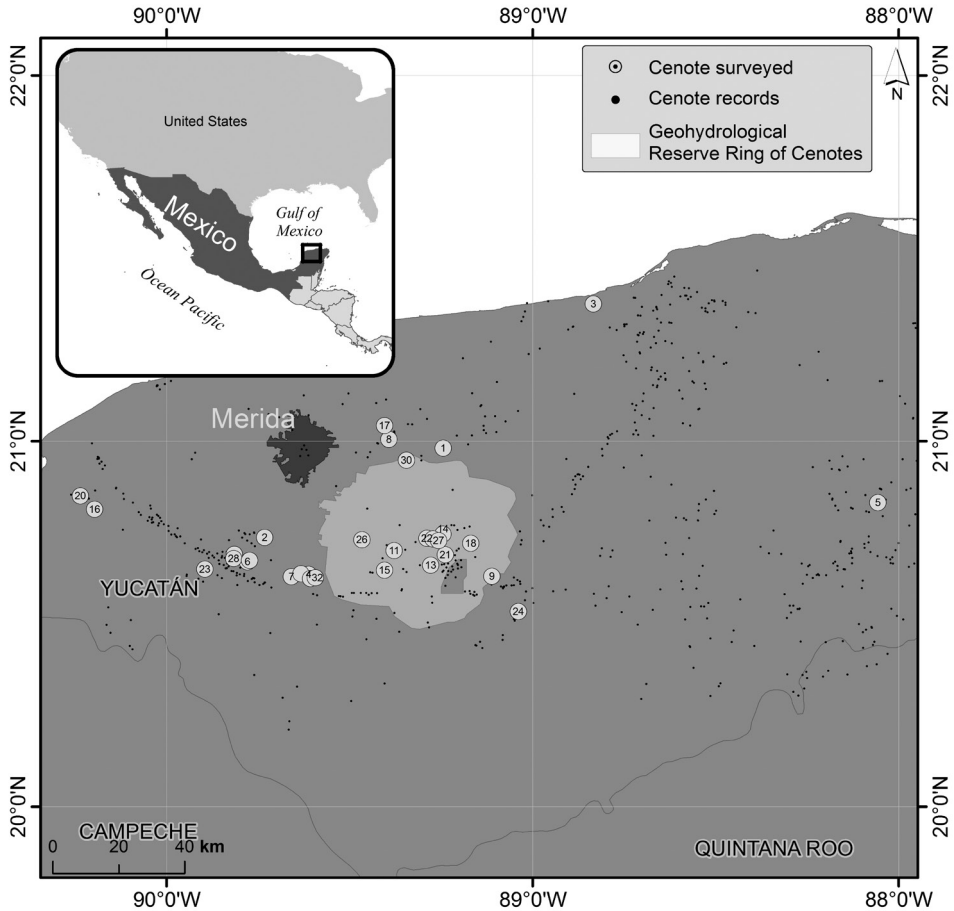 90°0'W 89°0'W 88°0'W
22°0'N
22°0'N
United States
Mexico
Gulf of
Mexico
Òcean Pacific
Cenote surveyed
Cenote records
Geohydrological
Reserve Ring of Cenotes
N
3
Merida
21°0'N
21°0'N
17
8
1
30
20
16
5
2
26
22
27
14
18
11
21
28
6
23
13
15
7
4
32
9
24
YUCATÁN
20°0'N
20°0'N
CAMPECHE
QUINTANA ROO
0 20 40 km
90°0'W 89°0'W 88°0'W